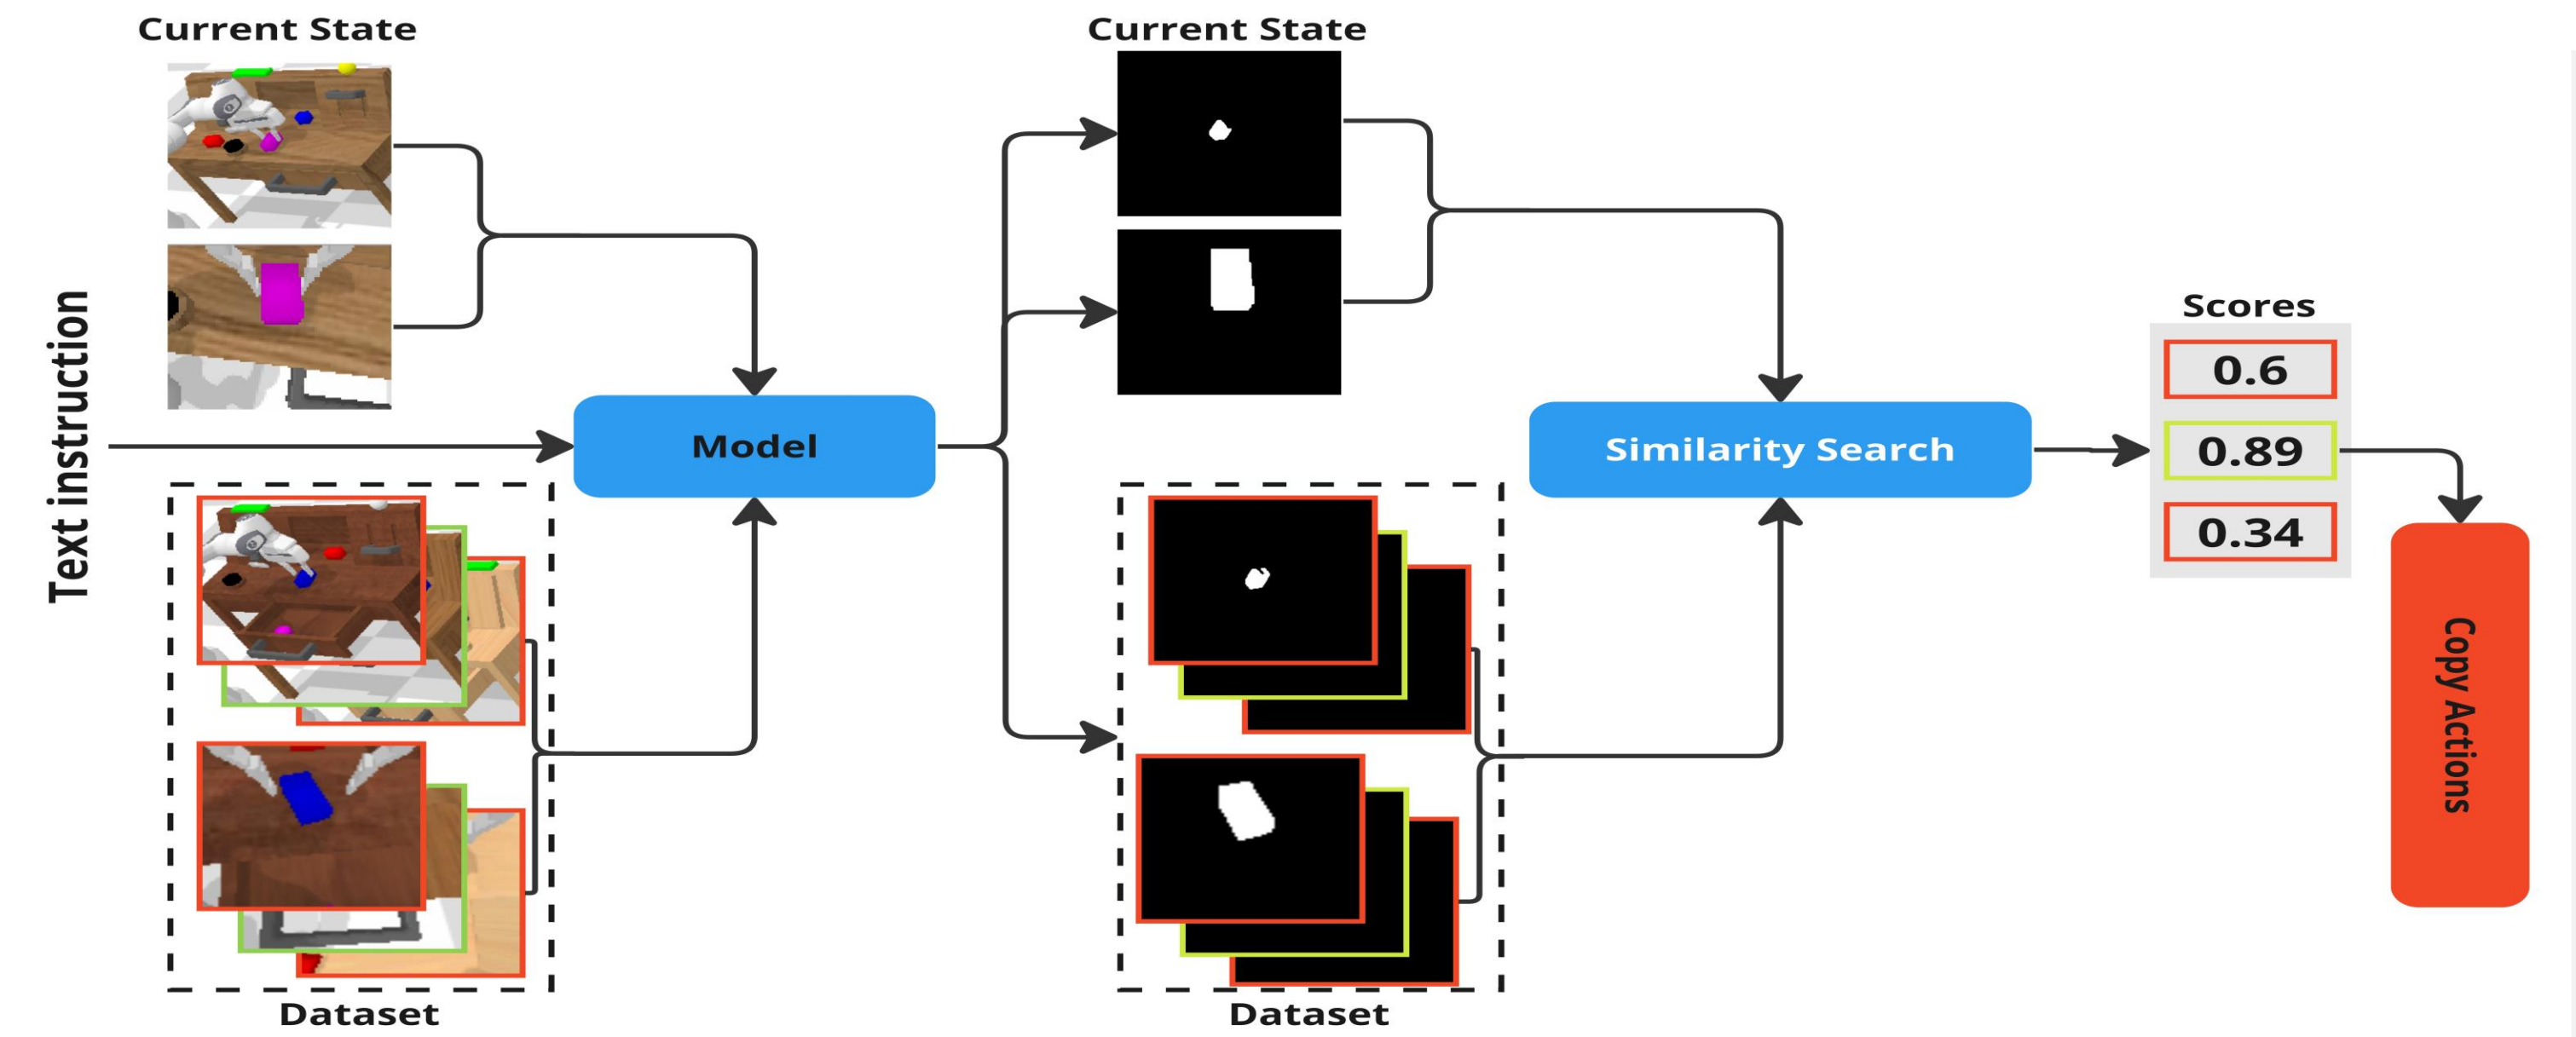 Current State
Current State
Text instruction
Model
Similarity Search
Scores
0.6
0.89
0.34
Copy Actions
Dataset
Dataset